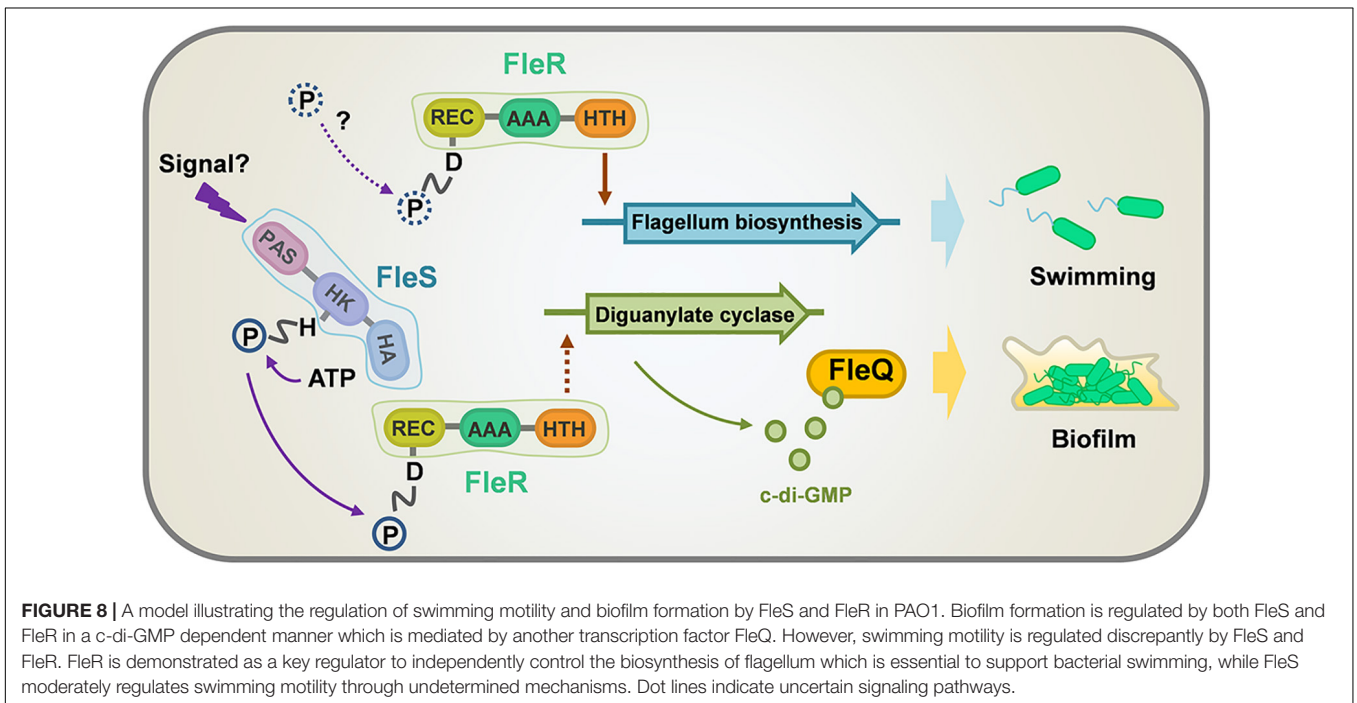 FleR
P
?
REC
AAA
HTH
D
P
Signal?
PAS
HK
HA
FleS
P
H
ATP
Flagellum biosynthesis
Swimming
Diguanylate cyclase
FleQ
c-di-GMP
Biofilm
REC
AAA
HTH
D
FleR
P
FIGURE 8 | A model illustrating the regulation of swimming motility and biofilm formation by FleS and FleR in PAO1. Biofilm formation is regulated by both FleS and
FleR in a c-di-GMP dependent manner which is mediated by another transcription factor FleQ. However, swimming motility is regulated discrepantly by FleS and
FleR. FleR is demonstrated as a key regulator to independently control the biosynthesis of flagellum which is essential to support bacterial swimming, while FleS
moderately regulates swimming motility through undetermined mechanisms. Dot lines indicate uncertain signaling pathways.